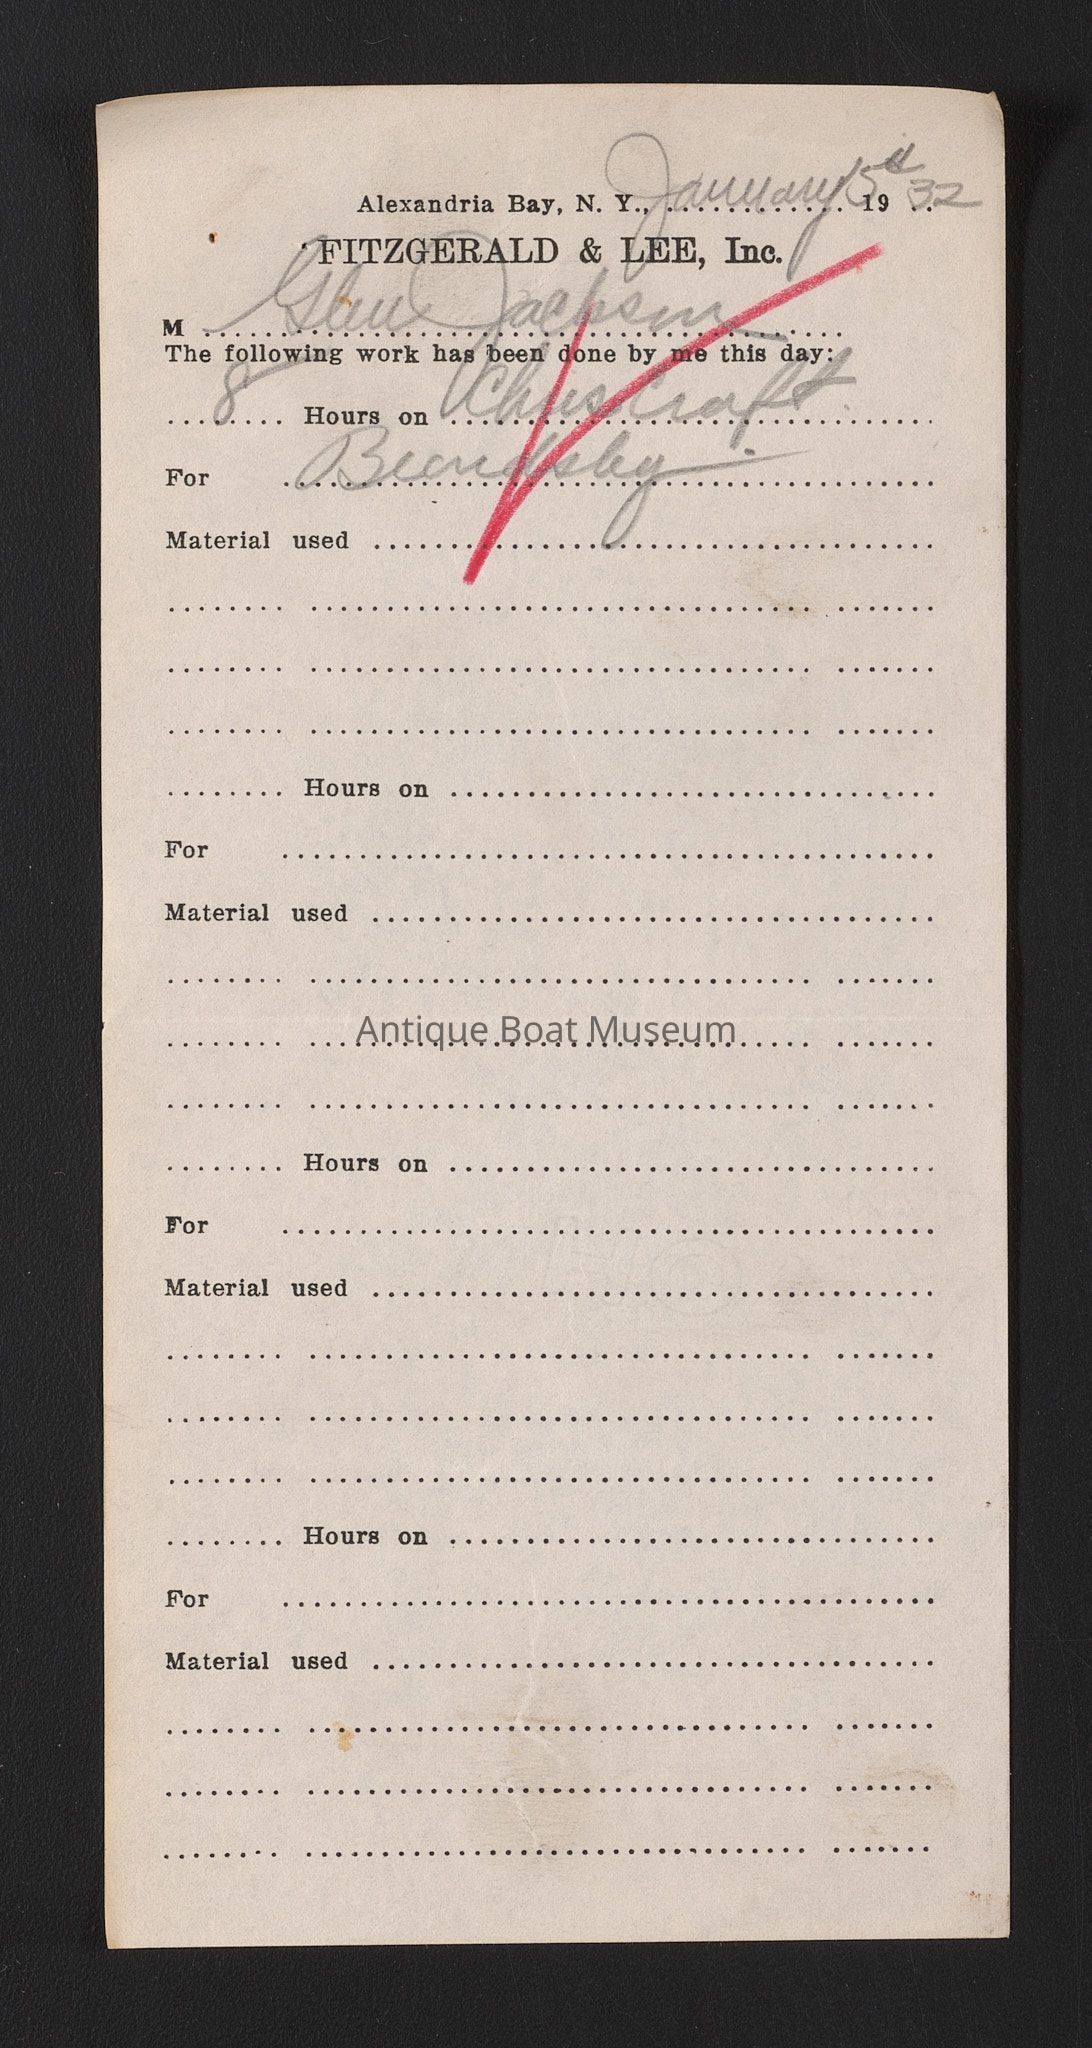 Alexandria Bay, N. Y., January 5th 1932
FITZGERALD & LEE, Inc.
M Glen Jackson
The following work has been done by me this day:
8 Hours on Chris Craft
For
Material used
Hours on
For
Material used
Antique Boat Museum
Hours on
For
Material used
Hours on
For
Material used